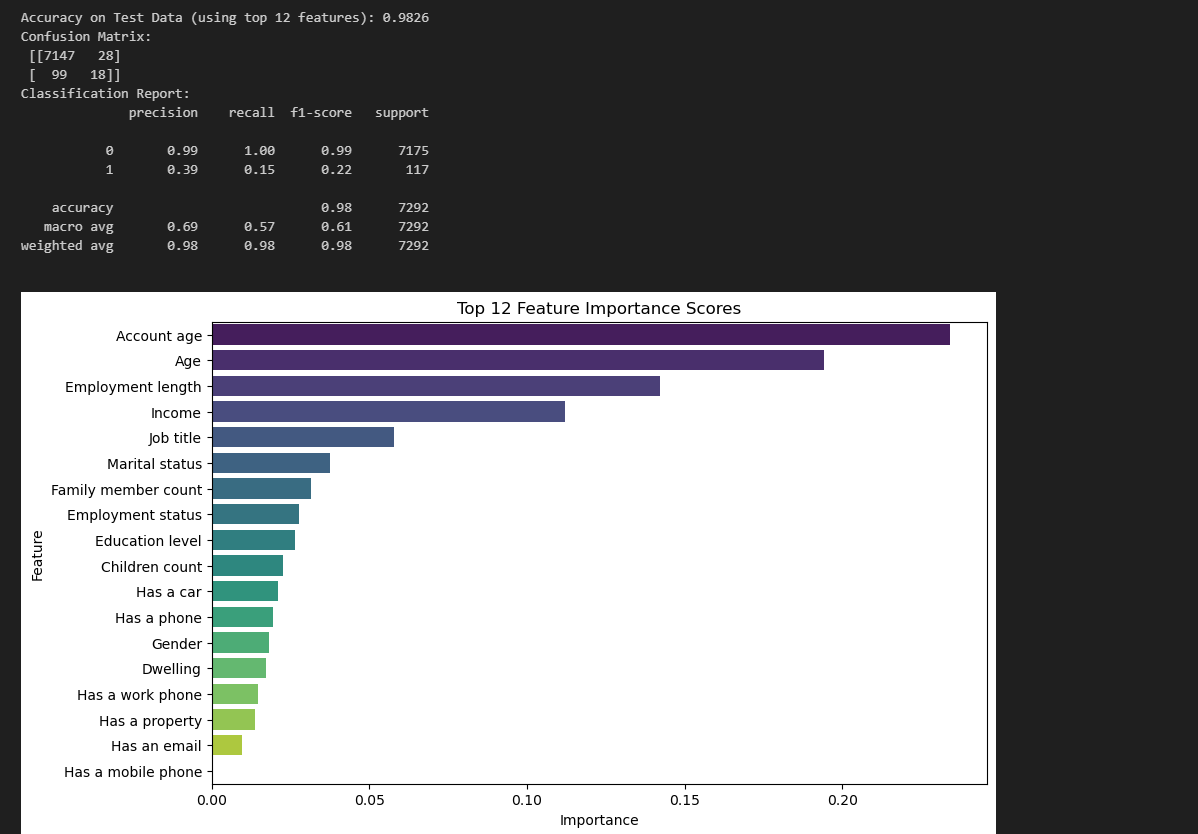 Accuracy on Test Data (using top 12 features): 0.9826
Confusion Matrix:
[[7147 28]
[ 99 18]]
Classification Report:
precision recall f1-score support
0 0.99 1.00 0.99 7175
1 0.39 0.15 0.22 117
accuracy 0.98 7292
macro avg 0.69 0.57 0.61 7292
weighted avg 0.98 0.98 0.98 7292
Top 12 Feature Importance Scores
Feature
Account age
Age
Employment length
Income
Job title
Marital status
Family member count
Employment status
Education level
Children count
Has a car
Has a phone
Gender
Dwelling
Has a work phone
Has a property
Has an email
Has a mobile phone
0.00 0.05 0.10 0.15 0.20
Importance